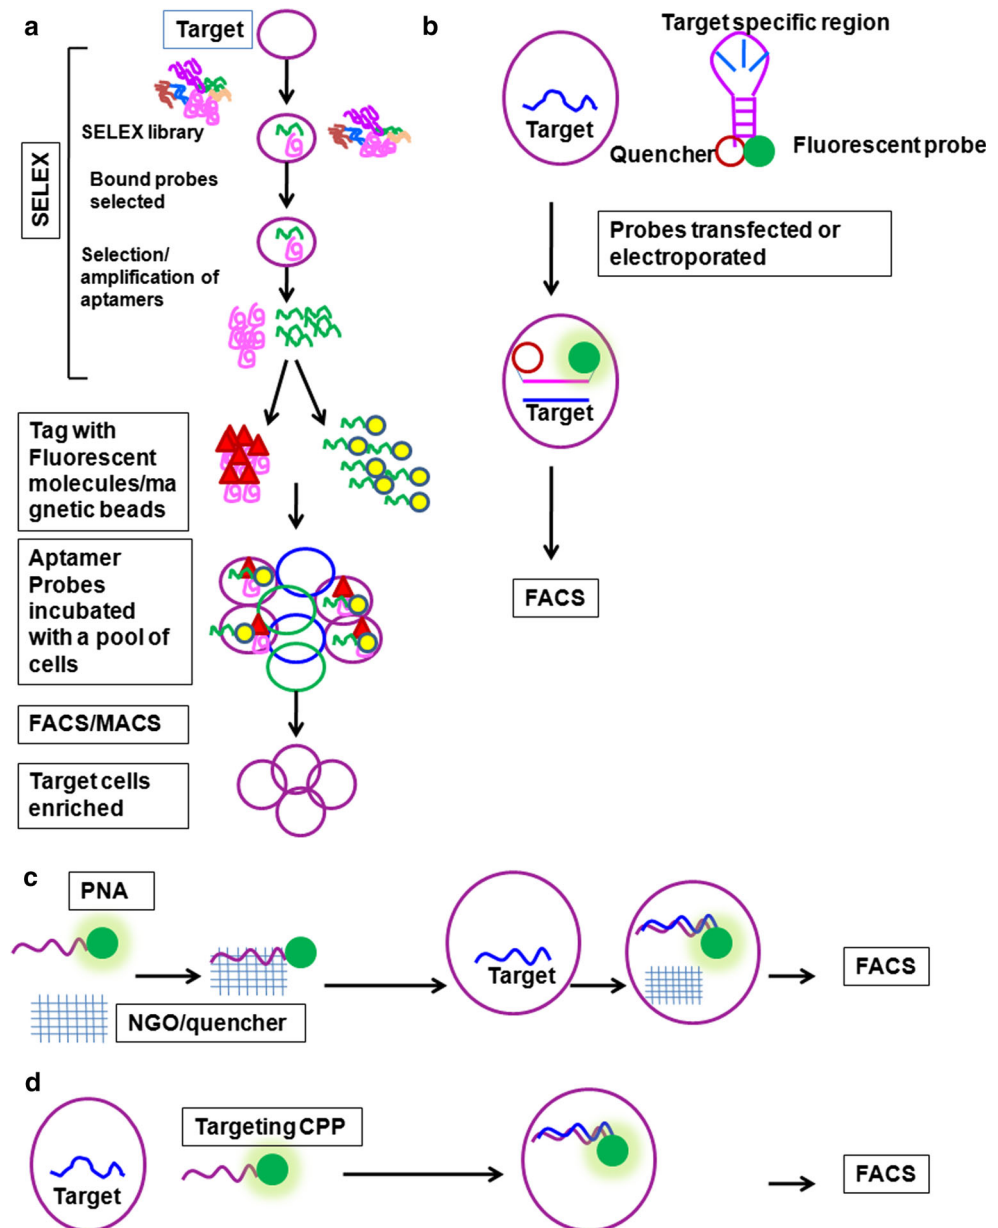 a
Target
SELEX
SELEX library
Bound probes
selected
Selection/
amplification of
aptamers
Tag with
Fluorescent
molecules/ma
gnetic beads
Aptamer
Probes
incubated
with a pool of
cells
FACS/MACS
Target cells
enriched
b
Target specific region
Target
Quencher
Fluorescent probe
Probes transfected or
electroporated
Target
FACS
c
PNA
NGO/quencher
Target
FACS
d
Target
Targeting CPP
FACS